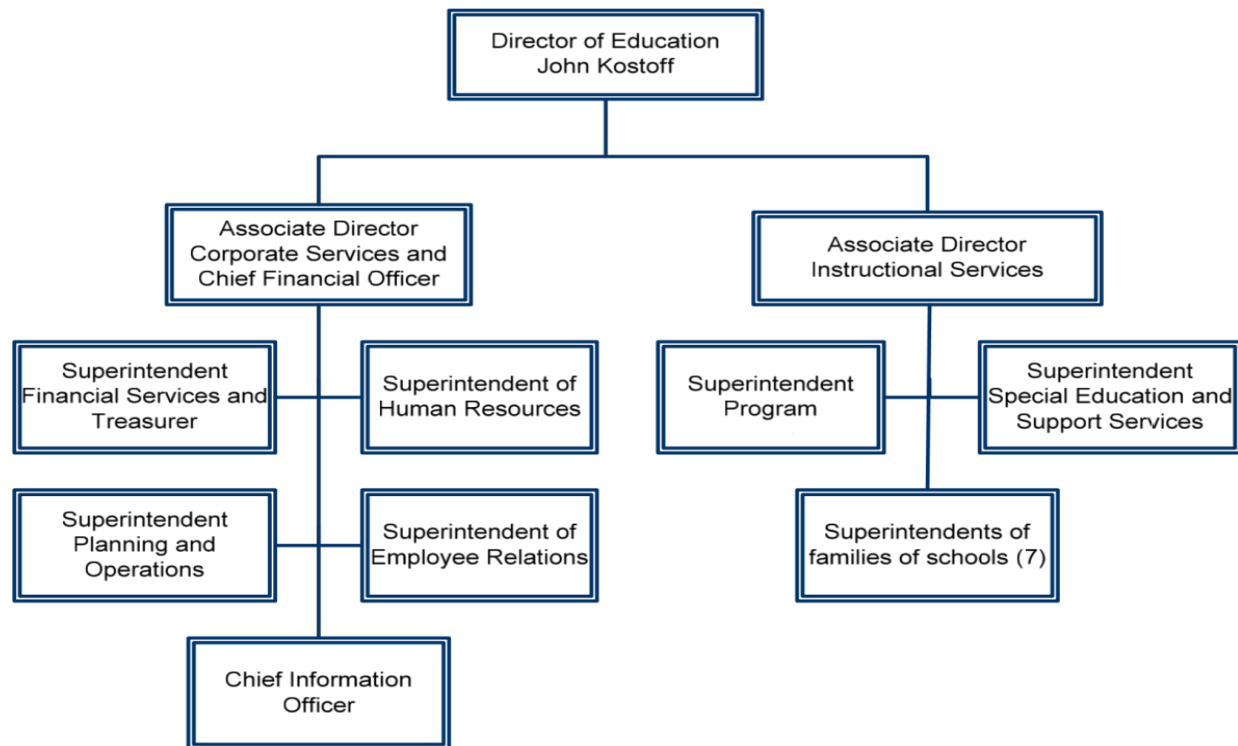 Director of Education
John Kostoff
Associate Director
Corporate Services and
Chief Financial Officer
Associate Director
Instructional Services
Superintendent
Financial Services and
Treasurer
Superintendent of
Human Resources
Superintendent
Program
Superintendent
Special Education and
Support Services
Superintendent
Planning and
Operations
Superintendent of
Employee Relations
Superintendents of
families of schools (7)
Chief Information
Officer